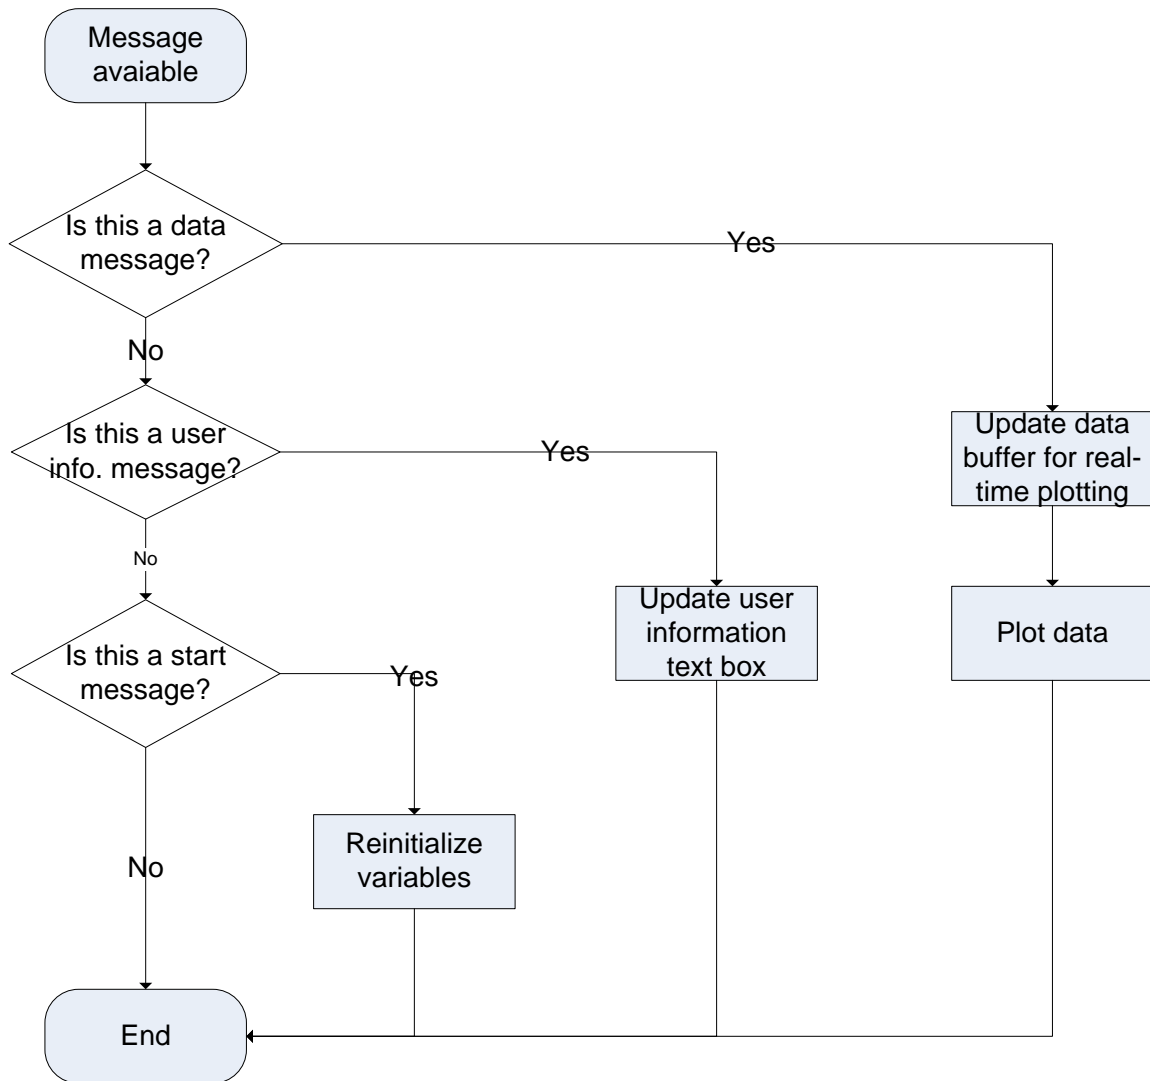 Message
avaiable
Is this a data
message?
Yes
No
Is this a user
info. message?
Yes
Update data
buffer for real-
time plotting
No
Update user
information
text box
Plot data
Is this a start
message?
Yes
Reinitialize
variables
No
End